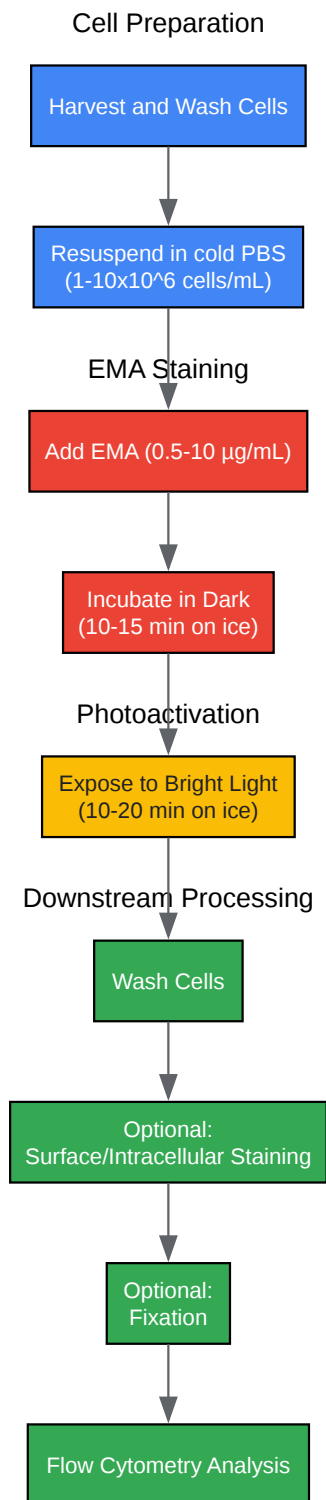 Cell Preparation
Harvest and Wash Cells
Resuspend in cold PBS
(1-10x10^6 cells/mL)
EMA Staining
Add EMA (0.5-10 µg/mL)
Incubate in Dark
(10-15 min on ice)
Photoactivation
Expose to Bright Light
(10-20 min on ice)
Downstream Processing
Wash Cells
Optional:
Surface/Intracellular Staining
Optional:
Fixation
Flow Cytometry Analysis